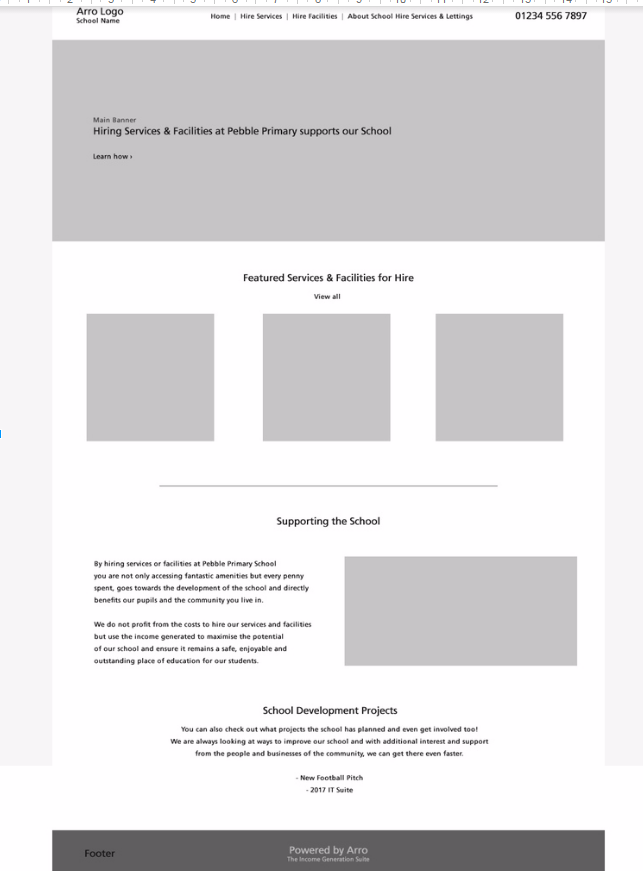 Arro Logo
School Name
Home | Hire Services | Hire Facilities | About School Hire Services & Lettings
01234 556 7897
Main Banner
Hiring Services & Facilities at Pebble Primary supports our School
Learn how ›
Featured Services & Facilities for Hire
View all
Supporting the School
By hiring services or facilities at Pebble Primary School
you are not only accessing fantastic amenities but every penny
spent, goes towards the development of the school and directly
benefits our pupils and the community you live in.
We do not profit from the costs to hire our services and facilities
but use the income generated to maximise the potential
of our school and ensure it remains a safe, enjoyable and
outstanding place of education for our students.
School Development Projects
You can also check out what projects the school has planned and even get involved too!
We are always looking at ways to improve our school and with additional interest and support
from the people and businesses of the community, we can get there even faster.
- New Football Pitch
- 2017 IT Suite
Footer
Powered by Arro
The Income Generation Suite